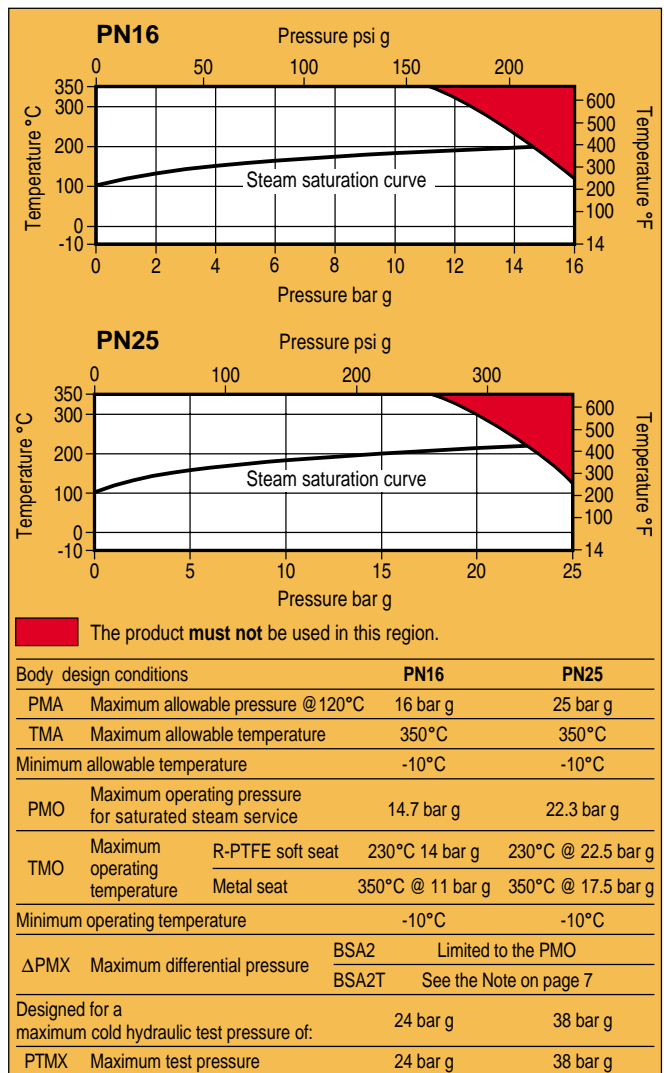 PN16 Pressure psi g
0 50 100 150 200
Temperature °C
350
300
200
100
0
-10
600
500
400
300
200
100
14
Temperature °F
Steam saturation curve
0 2 4 6 8 10 12 14 16
Pressure bar g
PN25 Pressure psi g
0 100 200 300
Temperature °C
350
300
200
100
0
-10
600
500
400
300
200
100
14
Temperature °F
Steam saturation curve
0 5 10 15 20 25
Pressure bar g
The product must not be used in this region.
Body design conditions PN16 PN25
PMA Maximum allowable pressure @120°C 16 bar g 25 bar g
TMA Maximum allowable temperature 350°C 350°C
Minimum allowable temperature -10°C -10°C
PMO Maximum operating pressure
for saturated steam service 14.7 bar g 22.3 bar g
TMO Maximum
operating
temperature
R-PTFE soft seat 230°C 14 bar g 230°C @ 22.5 bar g
Metal seat 350°C @ 11 bar g 350°C @ 17.5 bar g
Minimum operating temperature -10°C -10°C
ΔPMX Maximum differential pressure
BSA2 Limited to the PMO
BSA2T See the Note on page 7
Designed for a
maximum cold hydraulic test pressure of: 24 bar g 38 bar g
PTMX Maximum test pressure 24 bar g 38 bar g